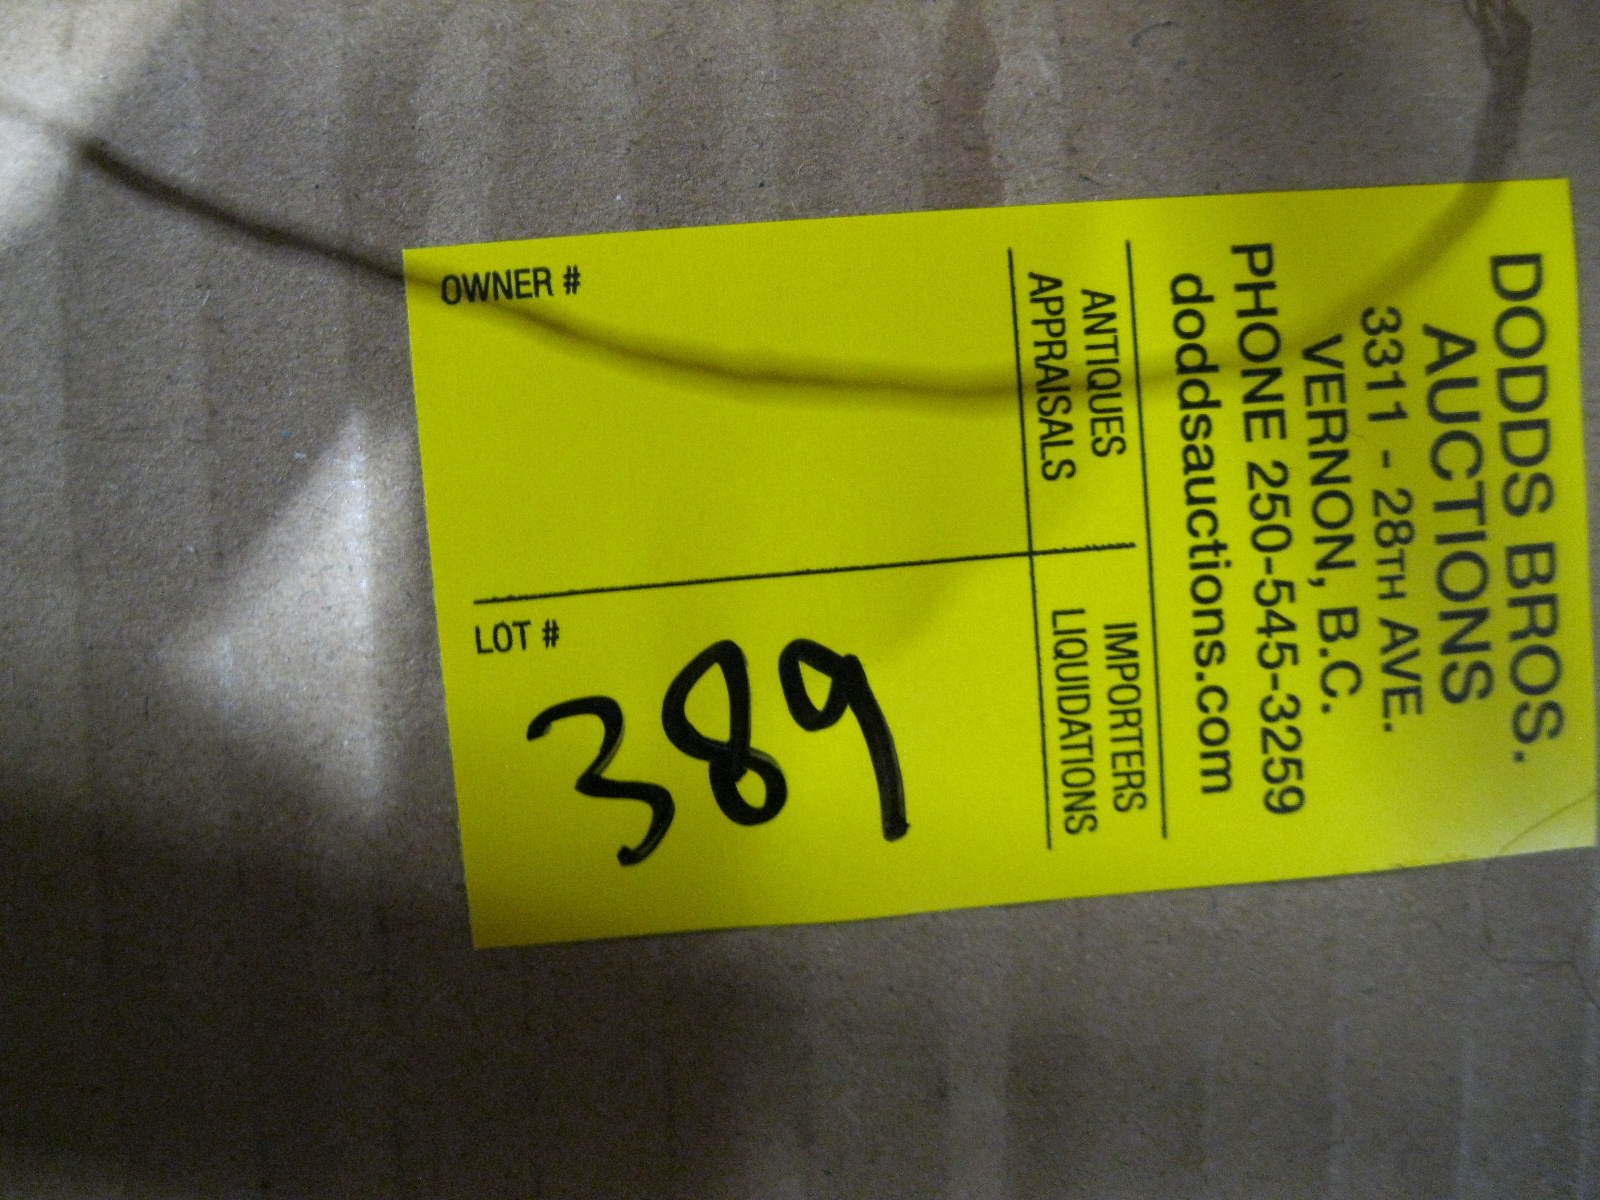 DODDS BROS.
AUCTIONS
3311 - 28TH AVE.
VERNON, B.C.
PHONE 250-545-3259
doddsauctions.com
ANTIQUES
APPRAISALS
IMPORTERS
LIQUIDATIONS
OWNER #
LOT #
389